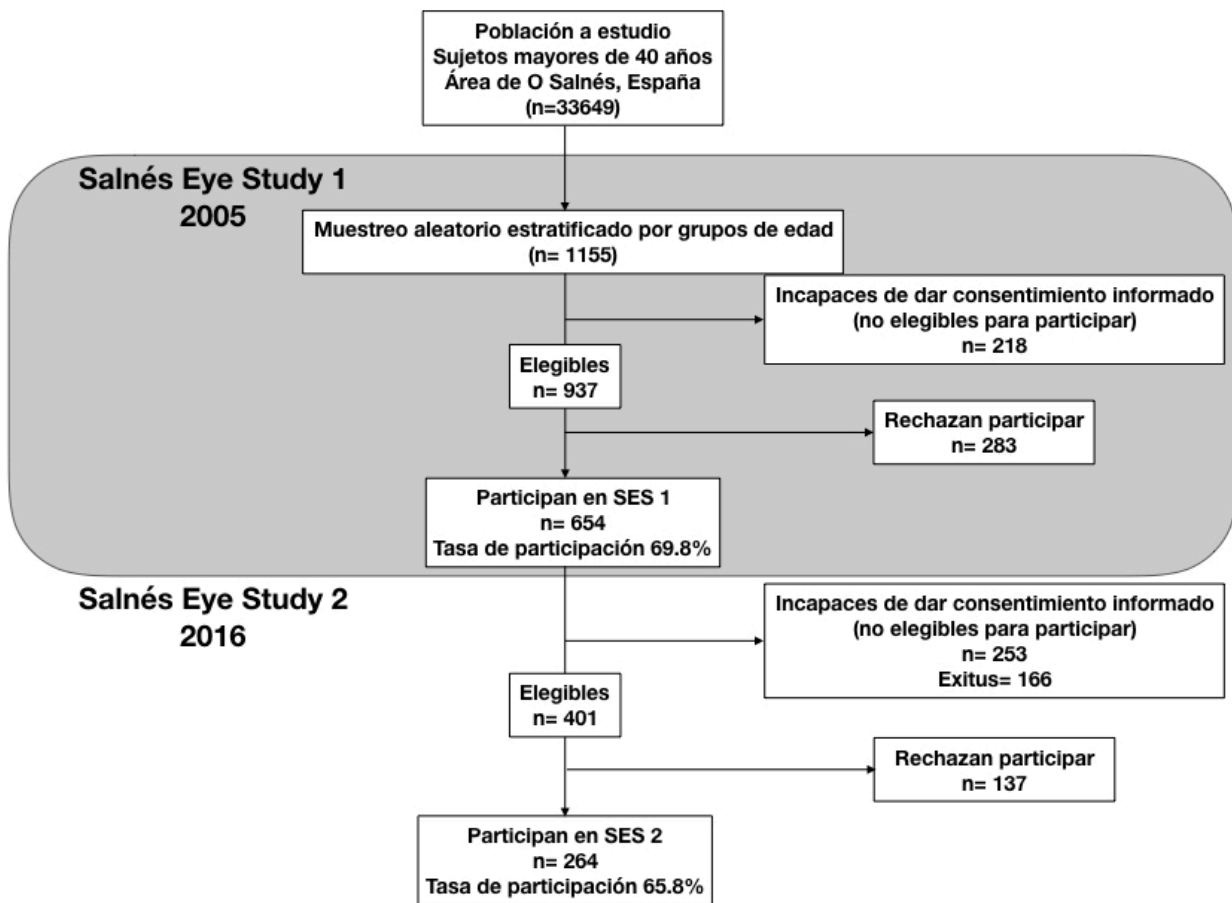 Población a estudio
Sujetos mayores de 40 años
Área de O Salnés, España
(n=33649)
Salnés Eye Study 1
2005
Muestreo aleatorio estratificado por grupos de edad
(n= 1155)
Incapaces de dar consentimiento informado
(no elegibles para participar)
n= 218
Elegibles
n= 937
Rechazan participar
n= 283
Participan en SES 1
n= 654
Tasa de participación 69.8%
Salnés Eye Study 2
2016
Incapaces de dar consentimiento informado
(no elegibles para participar)
n= 253
Exitus= 166
Elegibles
n= 401
Rechazan participar
n= 137
Participan en SES 2
n= 264
Tasa de participación 65.8%